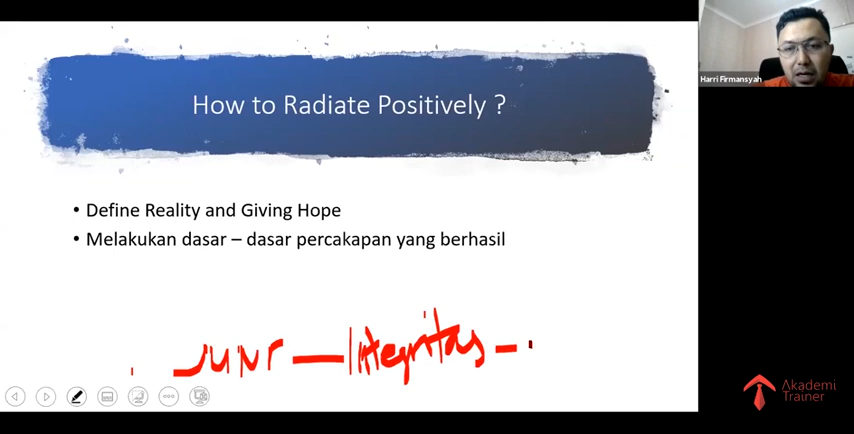 Harri Firmansyah
How to Radiate Positively ?
• Define Reality and Giving Hope
• Melakukan dasar – dasar percakapan yang berhasil
— Integritas —
Akademi
Trainer